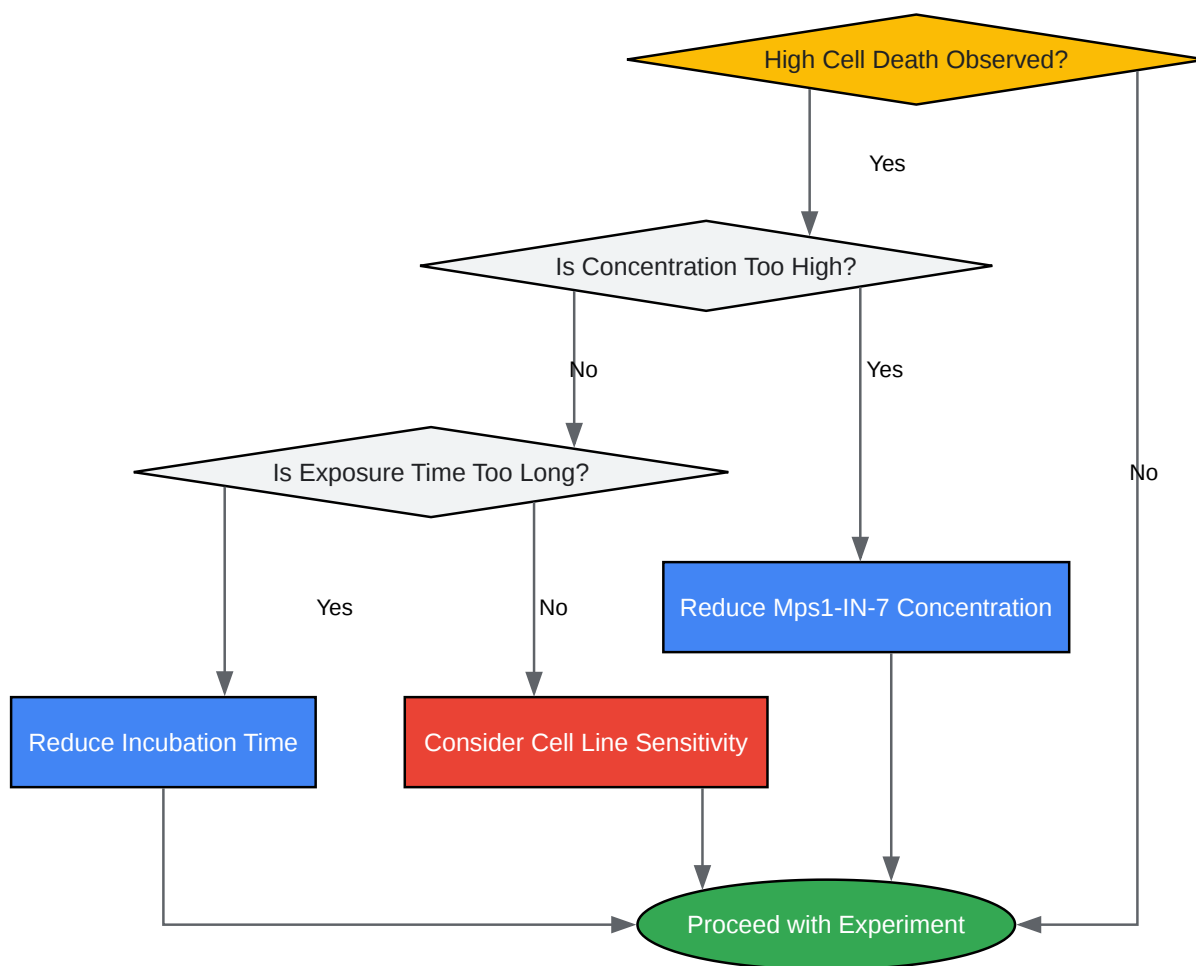 High Cell Death Observed?
Yes
Is Concentration Too High?
No
Yes
Is Exposure Time Too Long?
No
Yes
No
Reduce Mps1-IN-7 Concentration
Reduce Incubation Time
Consider Cell Line Sensitivity
Proceed with Experiment